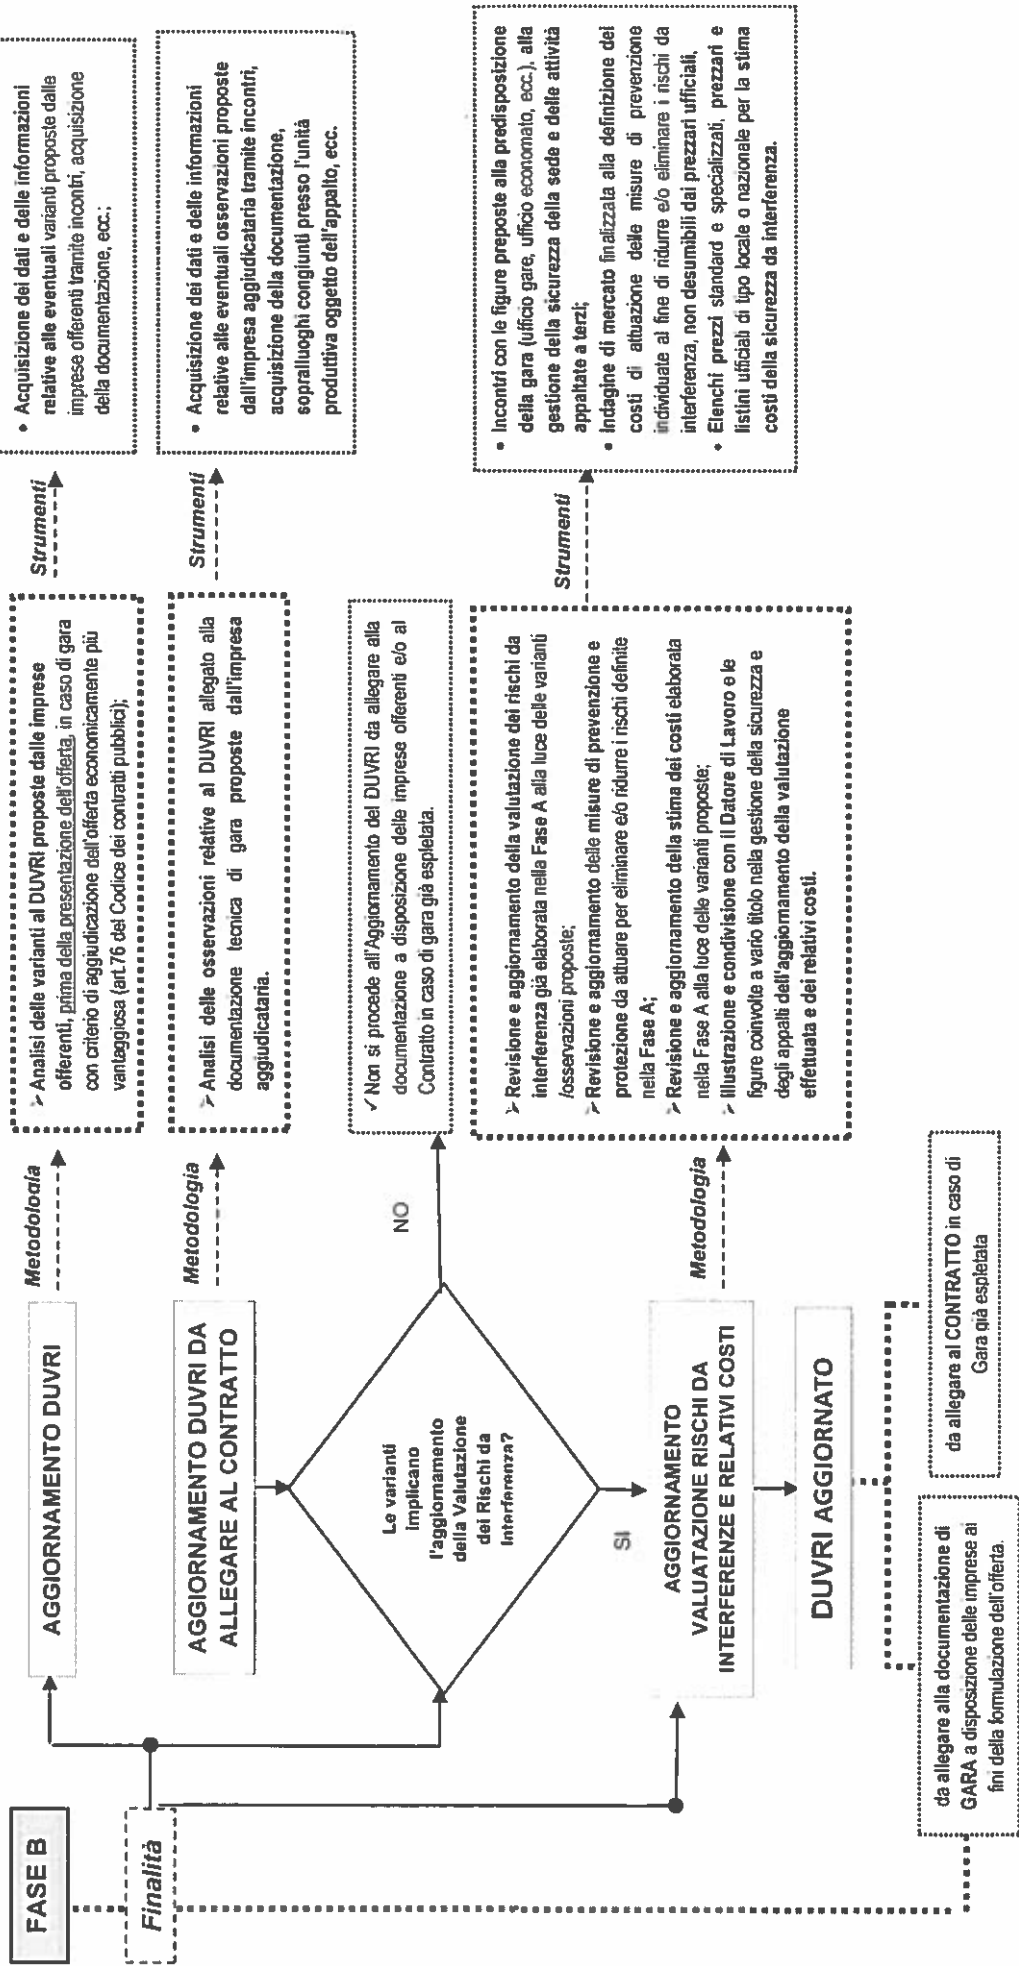 FASE B
Finalità
AGGIORNAMENTO DUVRI
Metodologia
➢ Analisi delle varianti al DUVRI proposte dalle imprese
offerenti, prima della presentazione dell'offerta, in caso di gara
con criterio di aggiudicazione dell'offerta economicamente più
vantaggiosa (art.76 del Codice dei contratti pubblici);
Strumenti
• Acquisizione dei dati e delle informazioni
relative alle eventuali varianti proposte dalle
imprese offerenti tramite incontri, acquisizione
della documentazione, ecc.;
AGGIORNAMENTO DUVRI DA
ALLEGARE AL CONTRATTO
Metodologia
➢ Analisi delle osservazioni relative al DUVRI allegato alla
documentazione tecnica di gara proposte dall'impresa
aggiudicataria.
Strumenti
• Acquisizione dei dati e delle informazioni
relative alle eventuali osservazioni proposte
dall'impresa aggiudicataria tramite incontri,
acquisizione della documentazione,
sopralluoghi congiunti presso l'unità
produttiva oggetto dell'appalto, ecc.
Le varianti
implicano
l'aggiornamento
della Valutazione
dei Rischi da
Interferenza?
NO
✓ Non si procede all'Aggiornamento del DUVRI da allegare alla
documentazione a disposizione delle imprese offerenti e/o al
Contratto in caso di gara già espletata.
SI
AGGIORNAMENTO
VALUATAZIONE RISCHI DA
INTERFERENZE E RELATIVI COSTI
Metodologia
➢ Revisione e aggiornamento della valutazione dei rischi da
interferenza già elaborata nella Fase A alla luce delle varianti
/osservazioni proposte;
➢ Revisione e aggiornamento delle misure di prevenzione e
protezione da attuare per eliminare e/o ridurre i rischi definite
nella Fase A;
➢ Revisione e aggiornamento della stima dei costi elaborata
nella Fase A alla luce delle varianti proposte;
➢ Illustrazione e condivisione con il Datore di Lavoro e le
figure coinvolte a vario titolo nella gestione della sicurezza e
degli appalti dell'aggiornamento della valutazione
effettuata e dei relativi costi.
Strumenti
• Incontri con le figure preposte alla predisposizione
della gara (ufficio gare, ufficio economato, ecc.), alla
gestione della sicurezza della sede e delle attività
appaltate a terzi;
• Indagine di mercato finalizzata alla definizione dei
costi di attuazione delle misure di prevenzione
individuate al fine di ridurre e/o eliminare i rischi da
interferenza, non desumibili dai prezzari ufficiali.
• Elenchi prezzi standard e specializzati, prezzari e
listini ufficiali di tipo locale o nazionale per la stima
costi della sicurezza da interferenza.
DUVRI AGGIORNATO
da allegare alla documentazione di
GARA a disposizione delle imprese ai
fini della formulazione dell'offerta.
da allegare al CONTRATTO in caso di
Gara già espletata